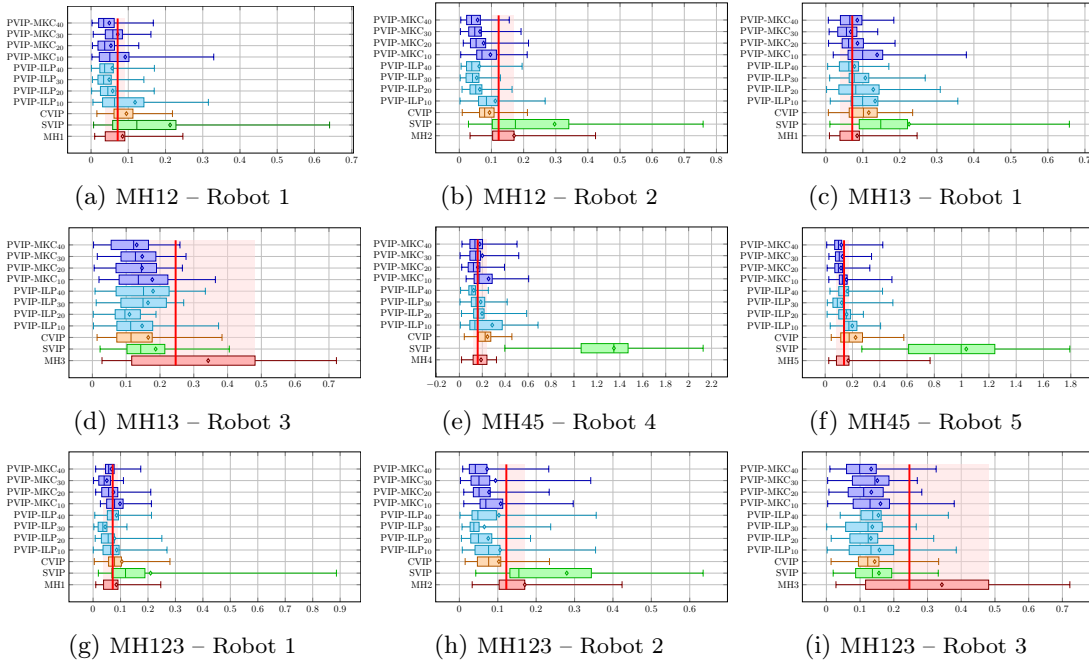 PVIP-MKC₄₀
PVIP-MKC₃₀
PVIP-MKC₂₀
PVIP-MKC₁₀
PVIP-ILP₄₀
PVIP-ILP₃₀
PVIP-ILP₂₀
PVIP-ILP₁₀
CVIP
SVIP
MH1
0 0.1 0.2 0.3 0.4 0.5 0.6 0.7
(a) MH12 – Robot 1
PVIP-MKC₄₀
PVIP-MKC₃₀
PVIP-MKC₂₀
PVIP-MKC₁₀
PVIP-ILP₄₀
PVIP-ILP₃₀
PVIP-ILP₂₀
PVIP-ILP₁₀
CVIP
SVIP
MH2
0 0.1 0.2 0.3 0.4 0.5 0.6 0.7 0.8
(b) MH12 – Robot 2
PVIP-MKC₄₀
PVIP-MKC₃₀
PVIP-MKC₂₀
PVIP-MKC₁₀
PVIP-ILP₄₀
PVIP-ILP₃₀
PVIP-ILP₂₀
PVIP-ILP₁₀
CVIP
SVIP
MH1
0 0.1 0.2 0.3 0.4 0.5 0.6 0.7
(c) MH13 – Robot 1
PVIP-MKC₄₀
PVIP-MKC₃₀
PVIP-MKC₂₀
PVIP-MKC₁₀
PVIP-ILP₄₀
PVIP-ILP₃₀
PVIP-ILP₂₀
PVIP-ILP₁₀
CVIP
SVIP
MH3
0 0.1 0.2 0.3 0.4 0.5 0.6 0.7
(d) MH13 – Robot 3
PVIP-MKC₄₀
PVIP-MKC₃₀
PVIP-MKC₂₀
PVIP-MKC₁₀
PVIP-ILP₄₀
PVIP-ILP₃₀
PVIP-ILP₂₀
PVIP-ILP₁₀
CVIP
SVIP
MH4
−0.2 0 0.2 0.4 0.6 0.8 1 1.2 1.4 1.6 1.8 2 2.2
(e) MH45 – Robot 4
PVIP-MKC₄₀
PVIP-MKC₃₀
PVIP-MKC₂₀
PVIP-MKC₁₀
PVIP-ILP₄₀
PVIP-ILP₃₀
PVIP-ILP₂₀
PVIP-ILP₁₀
CVIP
SVIP
MH5
0 0.2 0.4 0.6 0.8 1 1.2 1.4 1.6 1.8
(f) MH45 – Robot 5
PVIP-MKC₄₀
PVIP-MKC₃₀
PVIP-MKC₂₀
PVIP-MKC₁₀
PVIP-ILP₄₀
PVIP-ILP₃₀
PVIP-ILP₂₀
PVIP-ILP₁₀
CVIP
SVIP
MH1
0 0.1 0.2 0.3 0.4 0.5 0.6 0.7 0.8 0.9
(g) MH123 – Robot 1
PVIP-MKC₄₀
PVIP-MKC₃₀
PVIP-MKC₂₀
PVIP-MKC₁₀
PVIP-ILP₄₀
PVIP-ILP₃₀
PVIP-ILP₂₀
PVIP-ILP₁₀
CVIP
SVIP
MH2
0 0.1 0.2 0.3 0.4 0.5 0.6
(h) MH123 – Robot 2
PVIP-MKC₄₀
PVIP-MKC₃₀
PVIP-MKC₂₀
PVIP-MKC₁₀
PVIP-ILP₄₀
PVIP-ILP₃₀
PVIP-ILP₂₀
PVIP-ILP₁₀
CVIP
SVIP
MH3
0 0.1 0.2 0.3 0.4 0.5 0.6 0.7
(i) MH123 – Robot 3